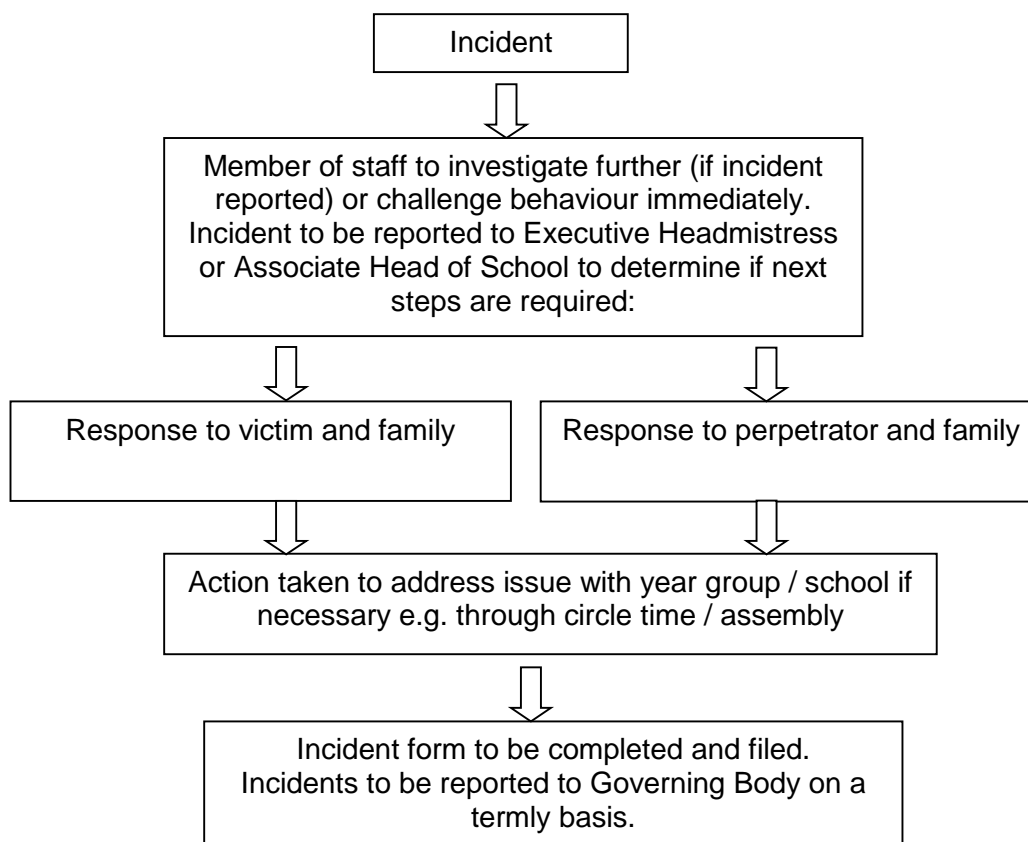 Incident
Member of staff to investigate further (if incident
reported) or challenge behaviour immediately.
Incident to be reported to Executive Headmistress
or Associate Head of School to determine if next
steps are required:
Response to victim and family
Response to perpetrator and family
Action taken to address issue with year group / school if
necessary e.g. through circle time / assembly
Incident form to be completed and filed.
Incidents to be reported to Governing Body on a
termly basis.